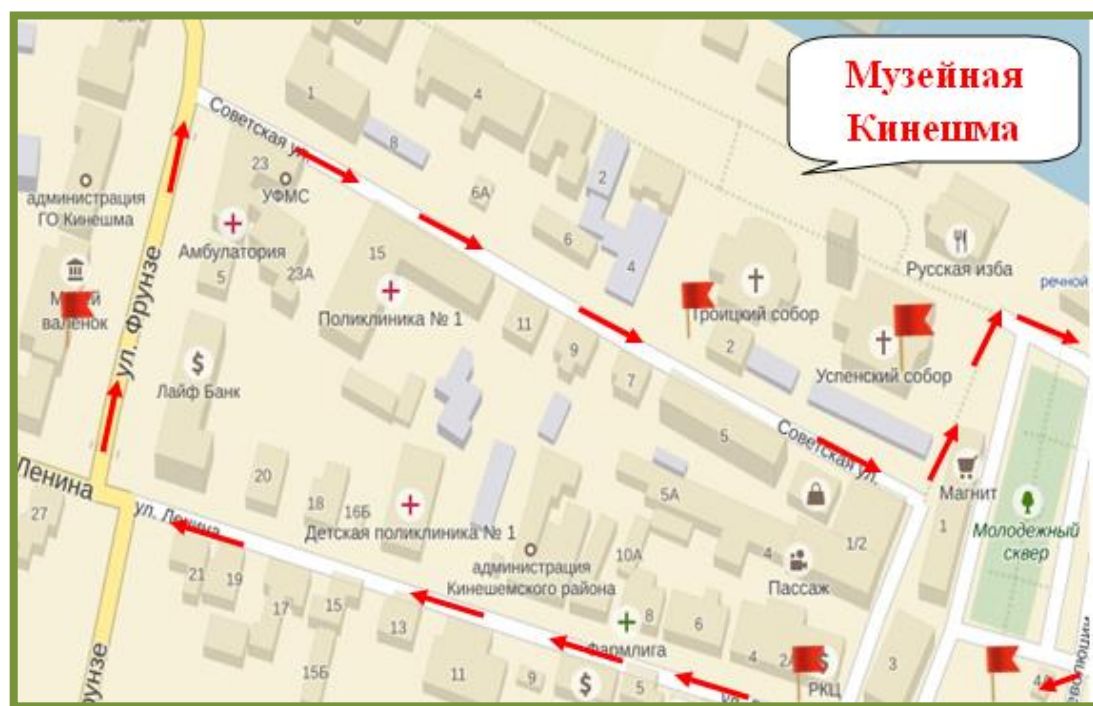 Музейная
Кинешма
1
4
Советская ул.
8
23
УФМС
6А
2
администрация
ГО Кинешма
Амбулатория
5
23А
15
6
4
Русская изба
речной
ул. Фрунзе
Поликлиника № 1
Троицкий собор
11
9
2
7
Успенский собор
Лайф Банк
5
Советская ул.
Ленина
20
18
16Б
5А
Магнит
27
ул. Ленина
Детская поликлиника № 1
1/2
1
Молодежный
сквер
администрация
Кинешемского района
10А
4
Пассаж
21
19
17
15
13
8
6
Фармлига
4
2А
3
РКЦ
11
9
5
15Б
4А
Фрунзе